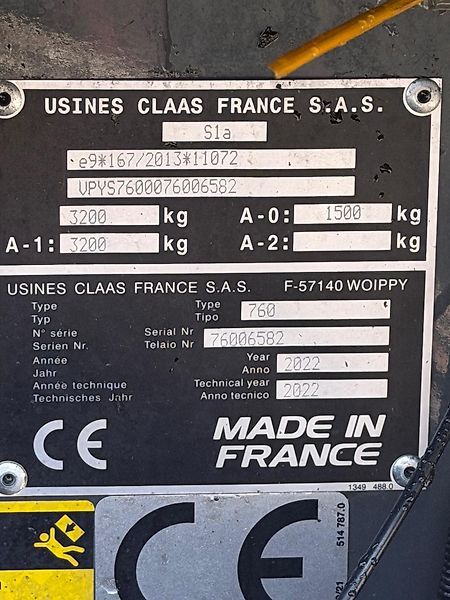 USINES CLAAS FRANCE S.A.S.
S1a
e9*167/2013*11072
VPYS7600076006582
3200 kg A-0: 1500 kg
A-1: 3200 kg A-2: kg
USINES CLAAS FRANCE S.A.S. F-57140 WOIPPY
Type Type
Typ Tipo 760
N° série Serial Nr
Serien Nr. Telaio Nr 76006582
Année Year
Jahr Anno 2022
Année technique Technical year
Technisches Jahr Anno tecnico 2022
CE MADE IN
FRANCE
1349 488.0
CE
514 787.0